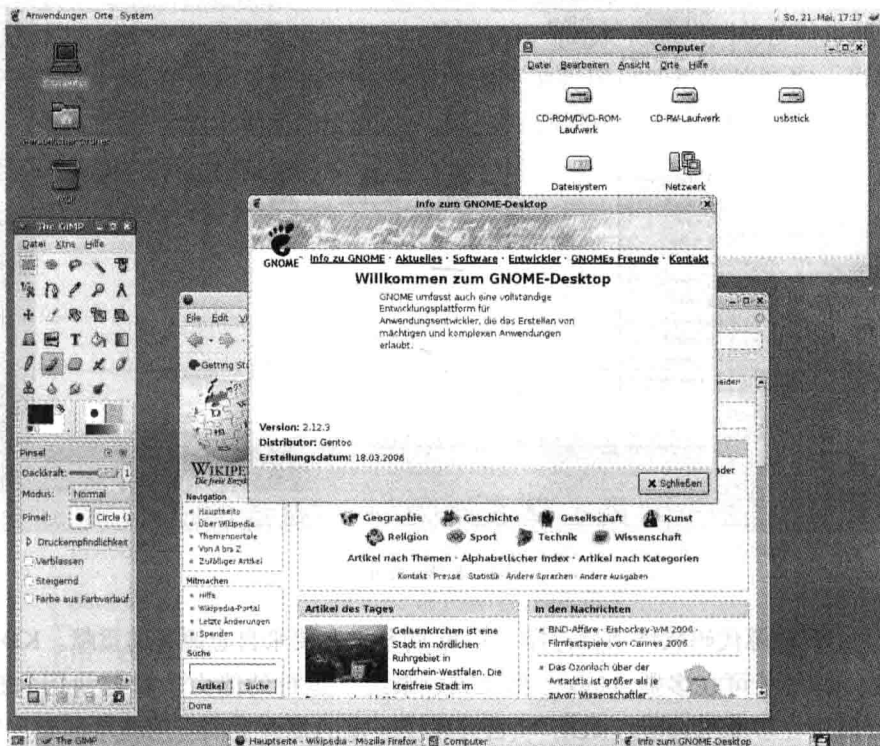 Anwendungen Orte System
So, 21. Mai, 17:17
Computer
Datei Bearbeiten Ansicht Orte Hilfe
CD-ROM/DVD-ROM-Laufwerk
CD-RW-Laufwerk
usbstick
Dateisystem
Netzwerk
Info zum GNOME-Desktop
GNOME
Info zu GNOME · Aktuelles · Software · Entwickler · GNOMEs Freunde · Kontakt
Willkommen zum GNOME-Desktop
GNOME umfasst auch eine vollständige
Entwicklungsplattform für
Anwendungsentwickler, die das Erstellen von
mächtigen und komplexen Anwendungen
erlaubt.
Version: 2.12.3
Distributor: Gentoo
Erstellungsdatum: 18.03.2006
Schließen
The GIMP
Datei Xtns Hilfe
Pinsel
Deckkraft:
Modus: Normal
Pinsel: Circle (1
Druckempfindlichkeit
Verblassen
Steigernd
Farbe aus Farbverlauf
File Edit
Getting St
WIKIPE
Die freie Enzyk
Navigation
Hauptseite
Über Wikipedia
Themenportale
Von A bis Z
Zufälliger Artikel
Mitmachen
Hilfe
Wikipedia-Portal
Letzte Änderungen
Spenden
Suche
Artikel Suche
Geographie Geschichte Gesellschaft Kunst
Religion Sport Technik Wissenschaft
Artikel nach Themen · Alphabetischer Index · Artikel nach Kategorien
Kontakt · Presse · Statistik · Andere Sprachen · Andere Ausgaben
Artikel des Tages
Gelsenkirchen ist eine
Stadt im nördlichen
Ruhrgebiet in
Nordrhein-Westfalen. Die
kreisfreie Stadt im
In den Nachrichten
BND-Affäre · Eishockey-WM 2006 ·
Filmfestspiele von Cannes 2006
Das Ozonloch über der
Antarktis ist größer als je
zuvor: Wissenschaftler
Done
The GIMP
Hauptseite - Wikipedia - Mozilla Firefox
Computer
Info zum GNOME-Desktop